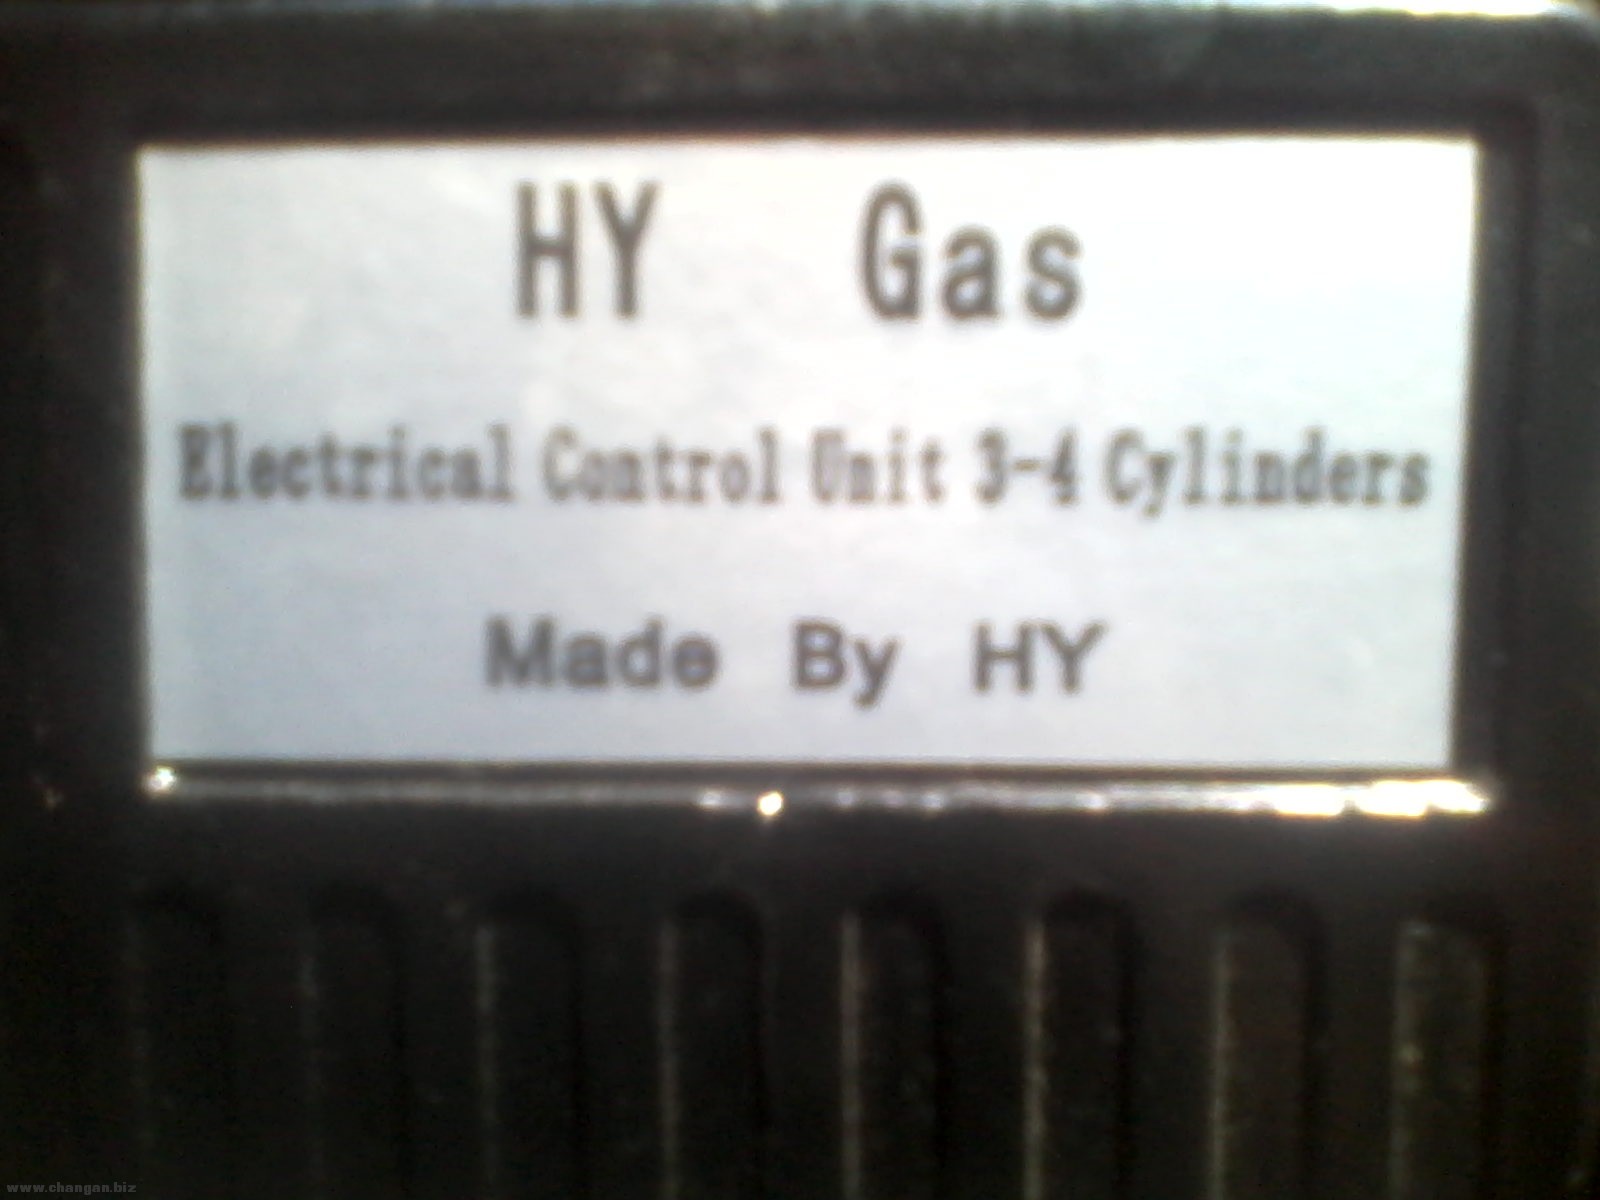 HY Gas
Electrical Control Unit 3-4 Cylinders
Made By HY
www.changan.biz